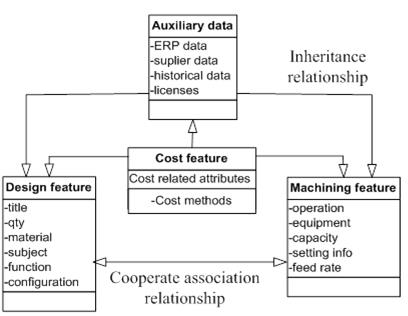 Auxiliary data
-ERP data
-suplier data
-historical data
-licenses
Inheritance
relationship
Cost feature
Cost related attributes
-Cost methods
Design feature
-title
-qty
-material
-subject
-function
-configuration
Machining feature
-operation
-equipment
-capacity
-setting info
-feed rate
Cooperate association
relationship